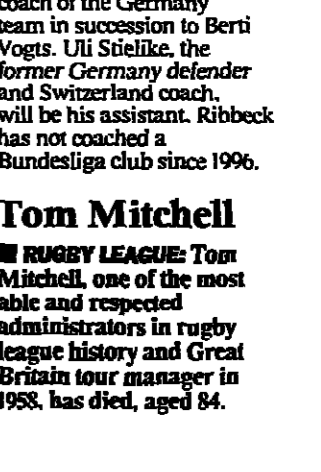 coach of the Germany
team in succession to Berti
Vogts. Uli Stielike, the
former Germany defender
and Switzerland coach,
will be his assistant. Ribbeck
has not coached a
Bundesliga club since 1996.
Tom Mitchell
■ RUGBY LEAGUE: Tom
Mitchell, one of the most
able and respected
administrators in rugby
league history and Great
Britain tour manager in
1958, has died, aged 84.